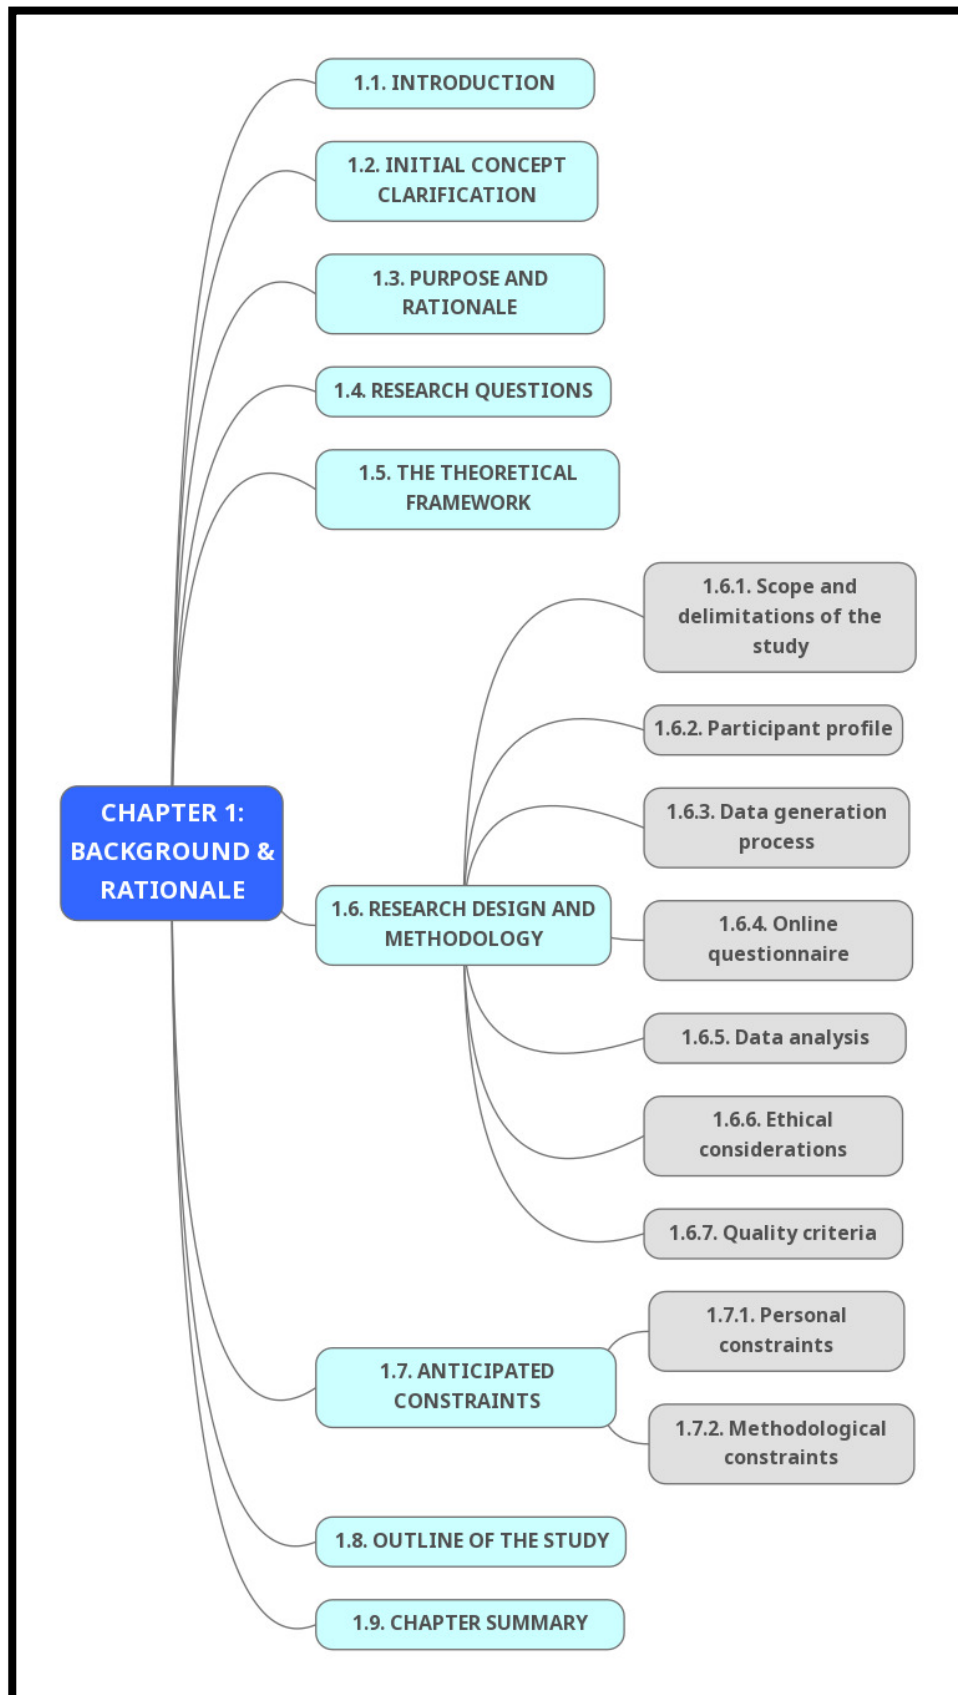 1.1. INTRODUCTION
1.2. INITIAL CONCEPT
CLARIFICATION
1.3. PURPOSE AND
RATIONALE
1.4. RESEARCH QUESTIONS
1.5. THE THEORETICAL
FRAMEWORK
CHAPTER 1:
BACKGROUND &
RATIONALE
1.6. RESEARCH DESIGN AND
METHODOLOGY
1.6.1. Scope and
delimitations of the
study
1.6.2. Participant profile
1.6.3. Data generation
process
1.6.4. Online
questionnaire
1.6.5. Data analysis
1.6.6. Ethical
considerations
1.6.7. Quality criteria
1.7. ANTICIPATED
CONSTRAINTS
1.7.1. Personal
constraints
1.7.2. Methodological
constraints
1.8. OUTLINE OF THE STUDY
1.9. CHAPTER SUMMARY